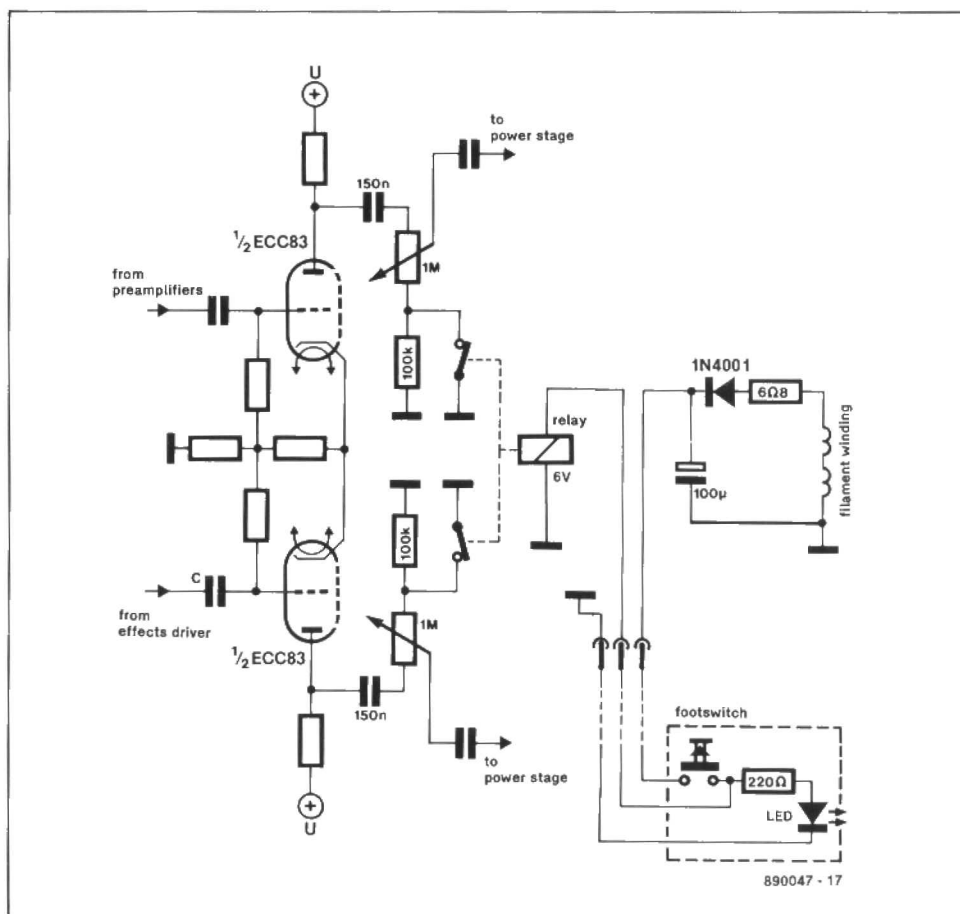 U
to
power stage
150n
½ ECC83
1M
from
preamplifiers
100k
1N4001
6Ω8
relay
6V
100µ
filament winding
100k
C
from
effects driver
1M
½ ECC83
150n
footswitch
to
power stage
220Ω
LED
U
890047 - 17